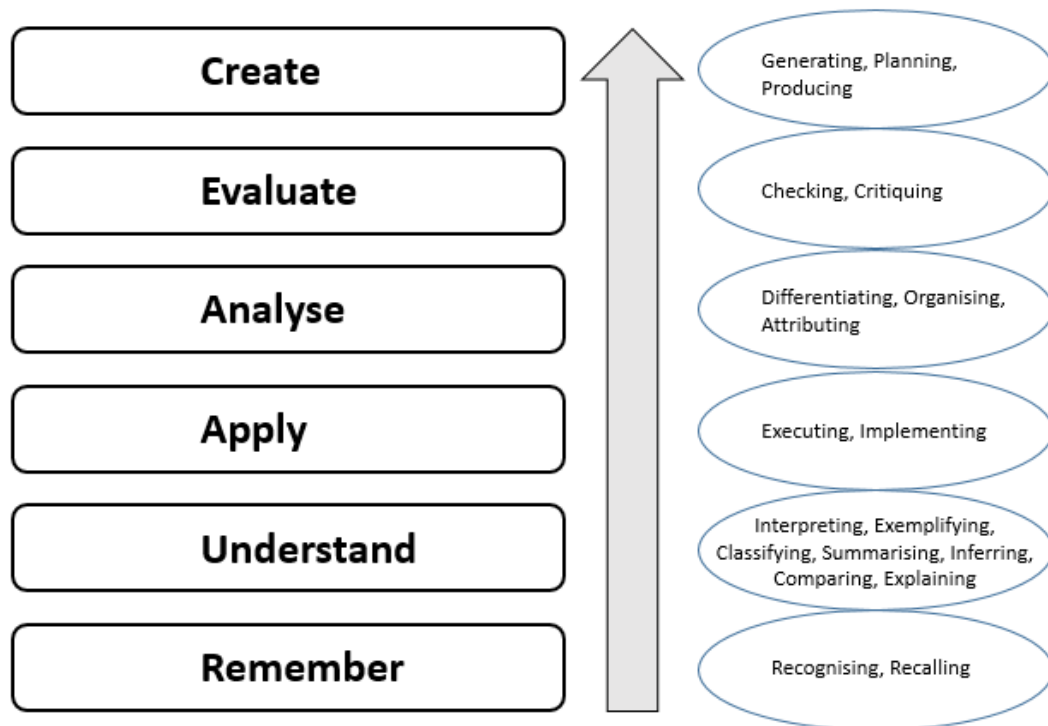 Create
Generating, Planning,
Producing
Evaluate
Checking, Critiquing
Analyse
Differentiating, Organising,
Attributing
Apply
Executing, Implementing
Understand
Interpreting, Exemplifying,
Classifying, Summarising, Inferring,
Comparing, Explaining
Remember
Recognising, Recalling